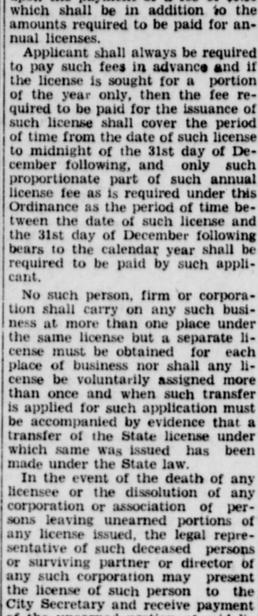 which shall be in addition to the
amounts required to be paid for an-
nual licenses.
Applicant shall always be required
to pay such fees in advance and if
the license is sought for a portion
of the year only, then the fee re-
quired to be paid for the issuance of
such license shall cover the period
of time from the date of such license
to midnight of the 31st day of De-
cember following, and only such
proportionate part of such annual
license fee as is required under this
Ordinance as the period of time be-
tween the date of such license and
the 31st day of December following
bears to the calendar year shall be
required to be paid by such appli-
cant.
No such person, firm or corpora-
tion shall carry on any such busi-
ness at more than one place under
the same license but a separate li-
cense must be obtained for each
place of business nor shall any li-
cense be voluntarily assigned more
than once and when such transfer
is applied for such application must
be accompanied by evidence that a
transfer of the State license under
which same was issued has been
made under the State law.
In the event of the death of any
licensee or the dissolution of any
corporation or association of per-
sons leaving unearned portions of
any license issued, the legal repre-
sentative of such deceased persons
or surviving partner or director of
any such corporation may present
the license of such person to the
City Secretary and receive payment